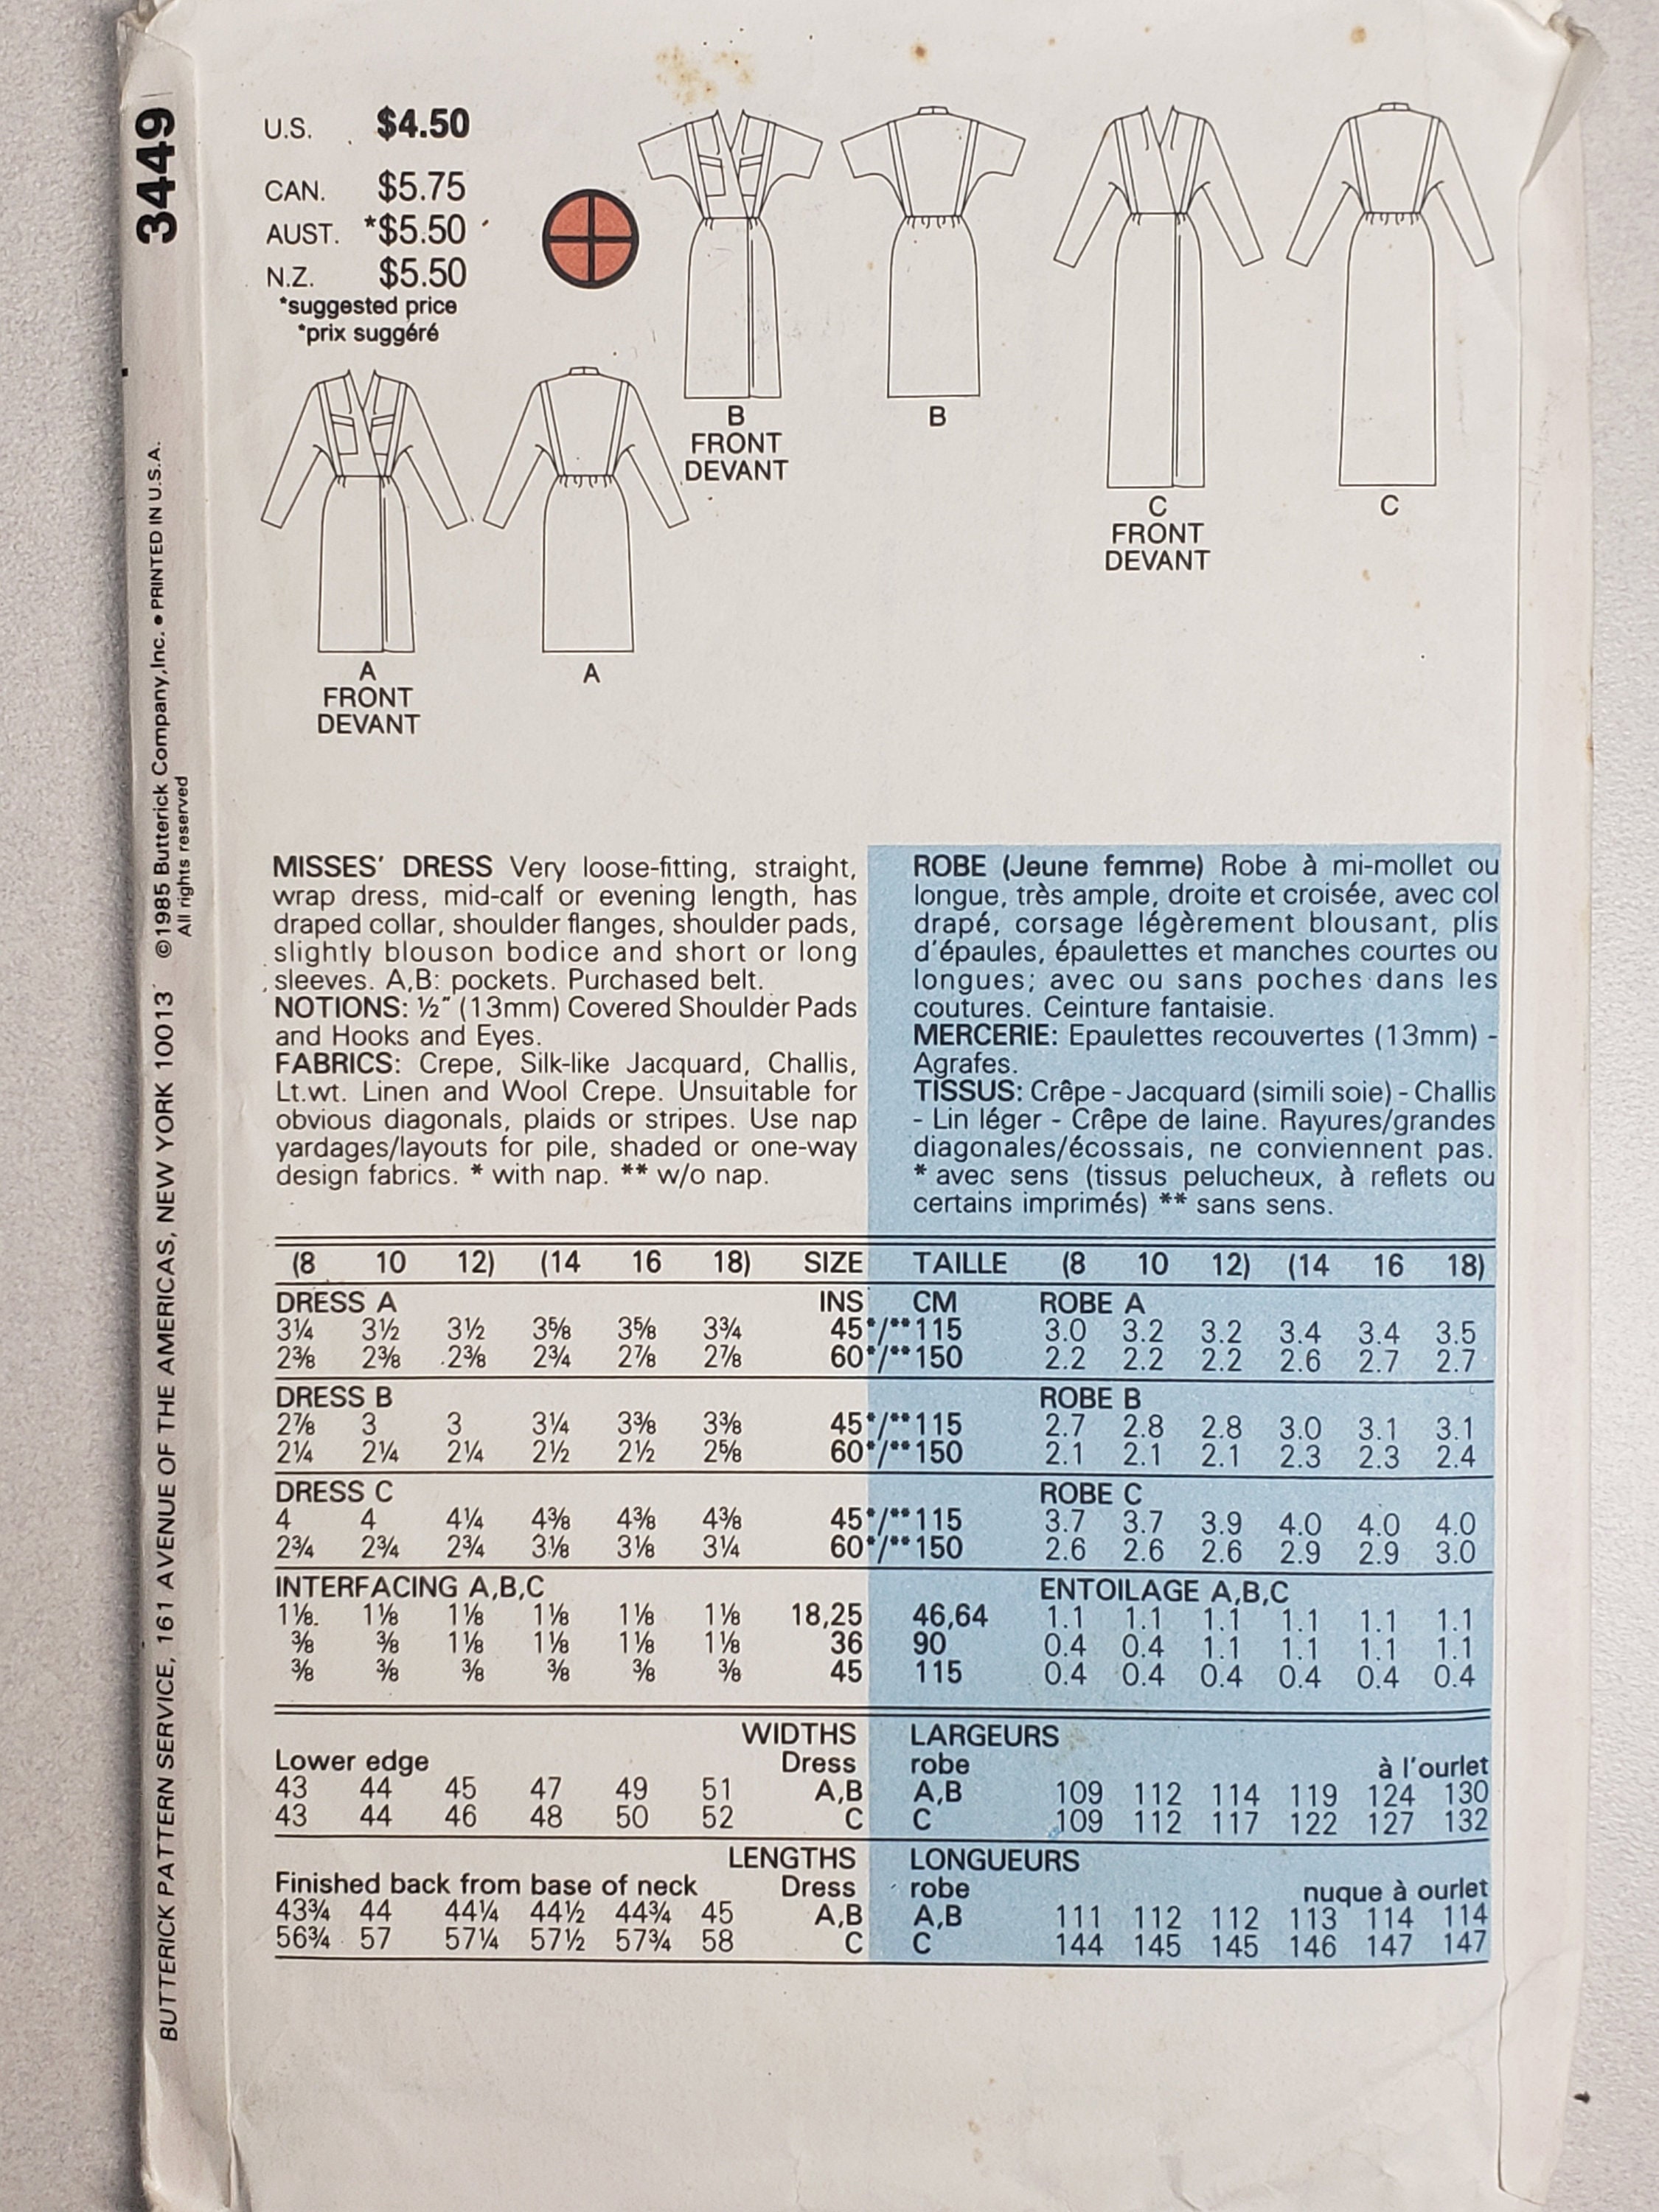 3449
©1985 Butterick Company,Inc. ● PRINTED IN U.S.A.
All rights reserved
BUTTERICK PATTERN SERVICE, 161 AVENUE OF THE AMERICAS, NEW YORK 10013
U.S. $4.50
CAN. $5.75
AUST. *$5.50
N.Z. $5.50
*suggested price
*prix suggéré
B
FRONT
DEVANT
B
C
FRONT
DEVANT
C
A
FRONT
DEVANT
A
MISSES' DRESS Very loose-fitting, straight,
wrap dress, mid-calf or evening length, has
draped collar, shoulder flanges, shoulder pads,
slightly blouson bodice and short or long
sleeves. A,B: pockets. Purchased belt.
NOTIONS: ½" (13mm) Covered Shoulder Pads
and Hooks and Eyes.
FABRICS: Crepe, Silk-like Jacquard, Challis,
Lt.wt. Linen and Wool Crepe. Unsuitable for
obvious diagonals, plaids or stripes. Use nap
yardages/layouts for pile, shaded or one-way
design fabrics. * with nap. ** w/o nap.
ROBE (Jeune femme) Robe à mi-mollet ou
longue, très ample, droite et croisée, avec col
drapé, corsage légèrement blousant, plis
d'épaules, épaulettes et manches courtes ou
longues; avec ou sans poches dans les
coutures. Ceinture fantaisie.
MERCERIE: Epaulettes recouvertes (13mm) -
Agrafes.
TISSUS: Crêpe - Jacquard (simili soie) - Challis
- Lin léger - Crêpe de laine. Rayures/grandes
diagonales/écossais, ne conviennent pas.
* avec sens (tissus pelucheux, à reflets ou
certains imprimés) ** sans sens.
(8 10 12) (14 16 18) SIZE TAILLE (8 10 12) (14 16 18)
DRESS A INS CM ROBE A
3¼ 3½ 3½ 3⅝ 3⅝ 3¾ 45*/**115 3.0 3.2 3.2 3.4 3.4 3.5
2⅜ 2⅜ 2⅜ 2¾ 2⅞ 2⅞ 60*/**150 2.2 2.2 2.2 2.6 2.7 2.7
DRESS B ROBE B
2⅞ 3 3 3¼ 3⅜ 3⅜ 45*/**115 2.7 2.8 2.8 3.0 3.1 3.1
2¼ 2¼ 2¼ 2½ 2½ 2⅝ 60*/**150 2.1 2.1 2.1 2.3 2.3 2.4
DRESS C ROBE C
4 4 4¼ 4⅜ 4⅜ 4⅜ 45*/**115 3.7 3.7 3.9 4.0 4.0 4.0
2¾ 2¾ 2¾ 3⅛ 3⅛ 3¼ 60*/**150 2.6 2.6 2.6 2.9 2.9 3.0
INTERFACING A,B,C ENTOILAGE A,B,C
1⅛ 1⅛ 1⅛ 1⅛ 1⅛ 1⅛ 18,25 46,64 1.1 1.1 1.1 1.1 1.1 1.1
⅜ ⅜ 1⅛ 1⅛ 1⅛ 1⅛ 36 90 0.4 0.4 1.1 1.1 1.1 1.1
⅜ ⅜ ⅜ ⅜ ⅜ ⅜ 45 115 0.4 0.4 0.4 0.4 0.4 0.4
WIDTHS LARGEURS
Lower edge Dress robe à l'ourlet
43 44 45 47 49 51 A,B A,B 109 112 114 119 124 130
43 44 46 48 50 52 C C 109 112 117 122 127 132
LENGTHS LONGUEURS
Finished back from base of neck Dress robe nuque à ourlet
43¾ 44 44¼ 44½ 44¾ 45 A,B A,B 111 112 112 113 114 114
56¾ 57 57¼ 57½ 57¾ 58 C C 144 145 145 146 147 147